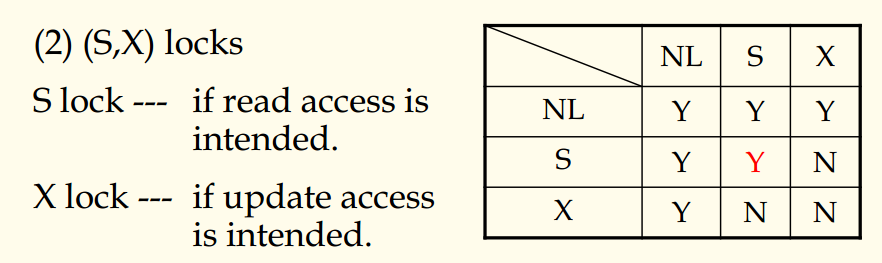 (2) (S,X) locks
S lock --- if read access is
intended.
X lock --- if update access
is intended.
NL S X
NL Y Y Y
S Y Y N
X Y N N